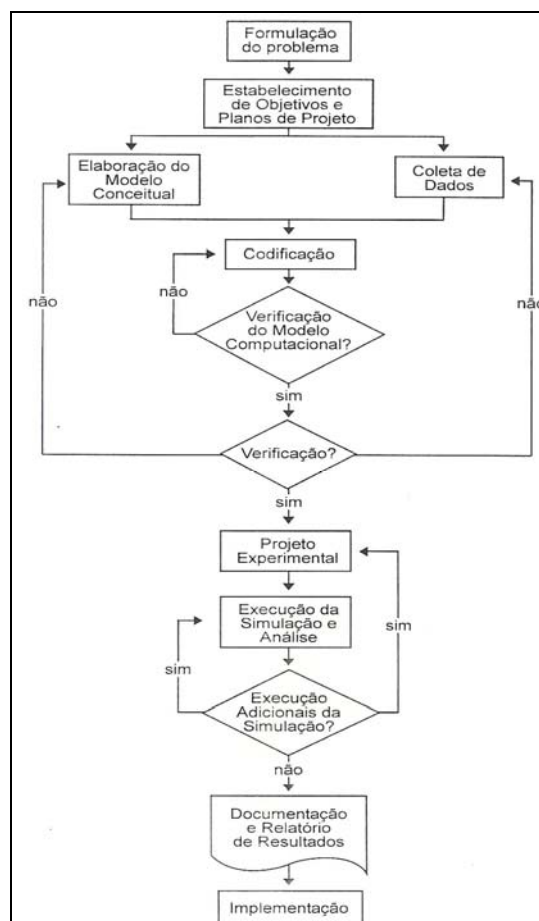 Formulação
do problema
Estabelecimento
de Objetivos e
Planos de Projeto
Elaboração do
Modelo
Conceitual
Coleta de
Dados
Codificação
não
não
não
Verificação
do Modelo
Computacional?
sim
Verificação?
sim
Projeto
Experimental
Execução da
Simulação e
Análise
sim
sim
Execução
Adicionais da
Simulação?
não
Documentação
e Relatório
de Resultados
Implementação